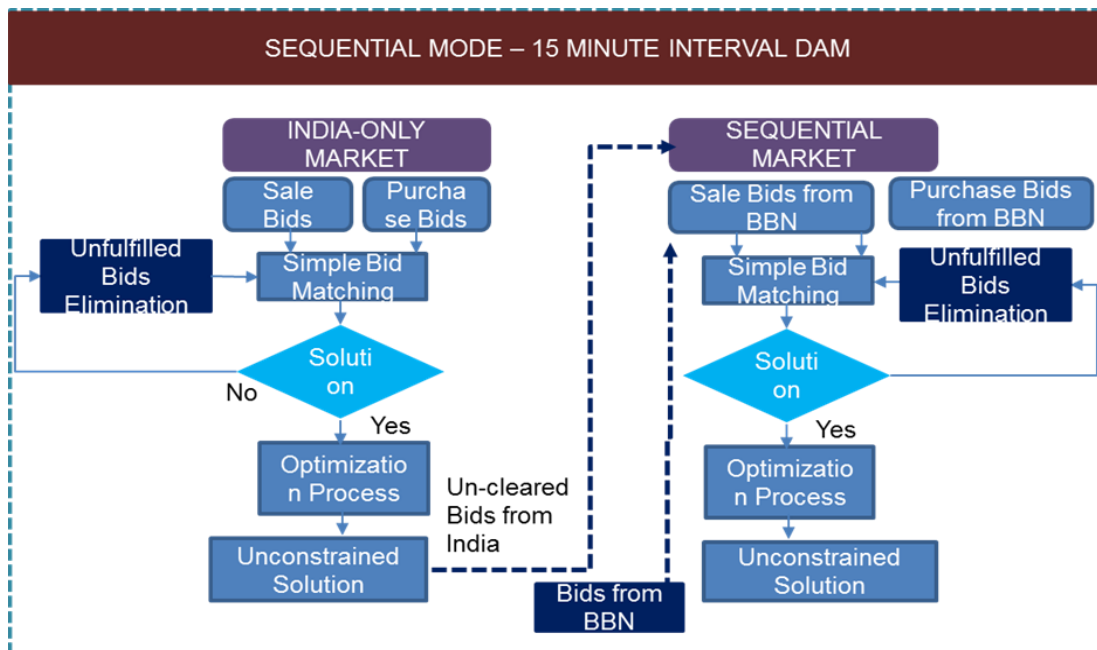 SEQUENTIAL MODE – 15 MINUTE INTERVAL DAM
INDIA-ONLY
MARKET
Sale
Bids
Purcha
se Bids
Unfulfilled
Bids
Elimination
Simple Bid
Matching
Soluti
on
No
Yes
Optimizatio
n Process
Unconstrained
Solution
Un-cleared
Bids from
India
Bids from
BBN
SEQUENTIAL
MARKET
Sale Bids from
BBN
Purchase Bids
from BBN
Simple Bid
Matching
Unfulfilled
Bids
Elimination
Soluti
on
Yes
Optimizatio
n Process
Unconstrained
Solution